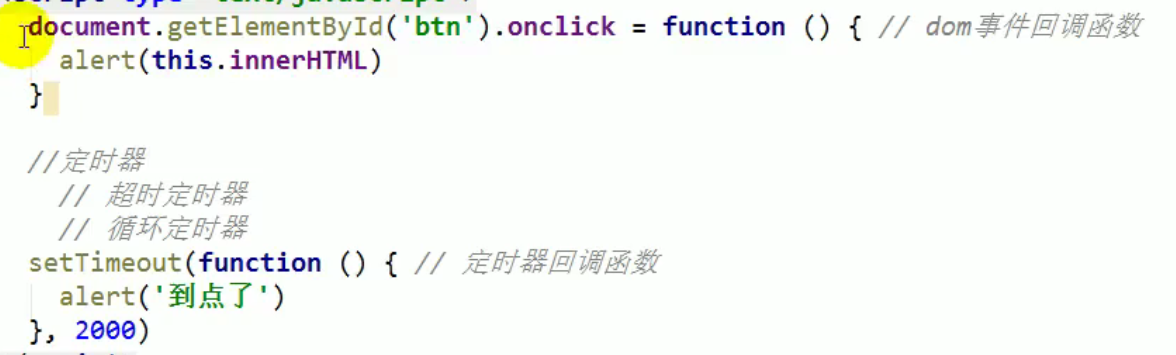 document.getElementById('btn').onclick = function () { // dom事件回调函数
  alert(this.innerHTML)
}
//定时器
  // 超时定时器
  // 循环定时器
setTimeout(function () { // 定时器回调函数
  alert('到点了')
}, 2000)